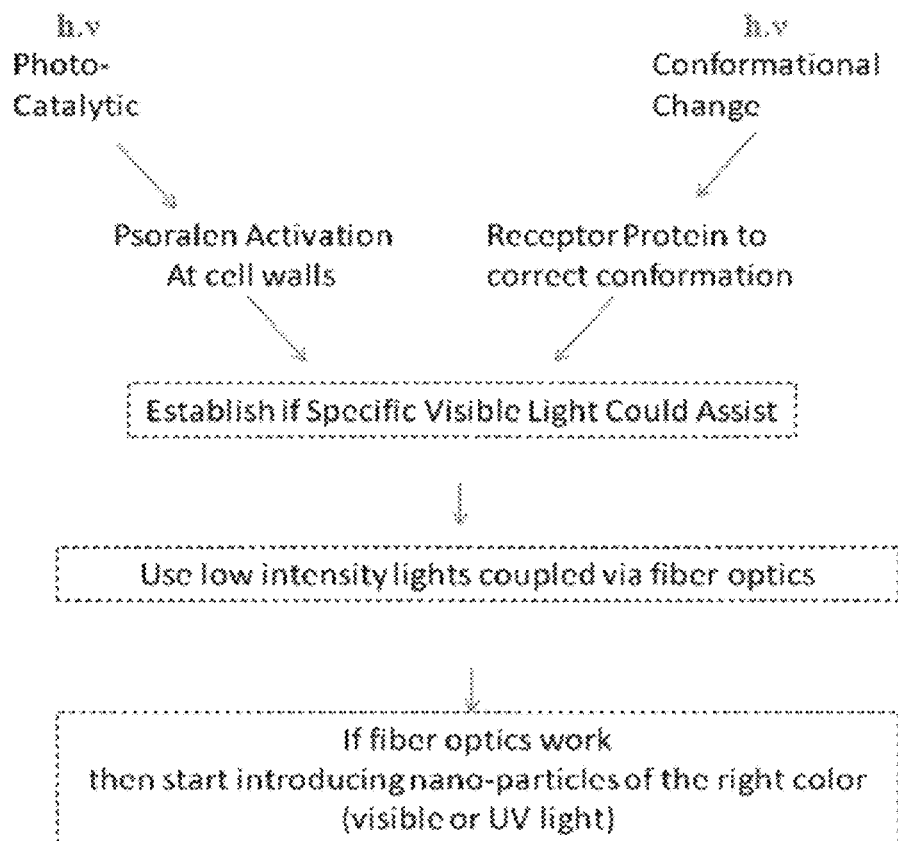 h.v
Photo-
Catalytic
h.v
Conformational
Change
Psoralen Activation
At cell walls
Receptor Protein to
correct conformation
Establish if Specific Visible Light Could Assist
Use low intensity lights coupled via fiber optics
If fiber optics work
then start introducing nano-particles of the right color
(visible or UV light)